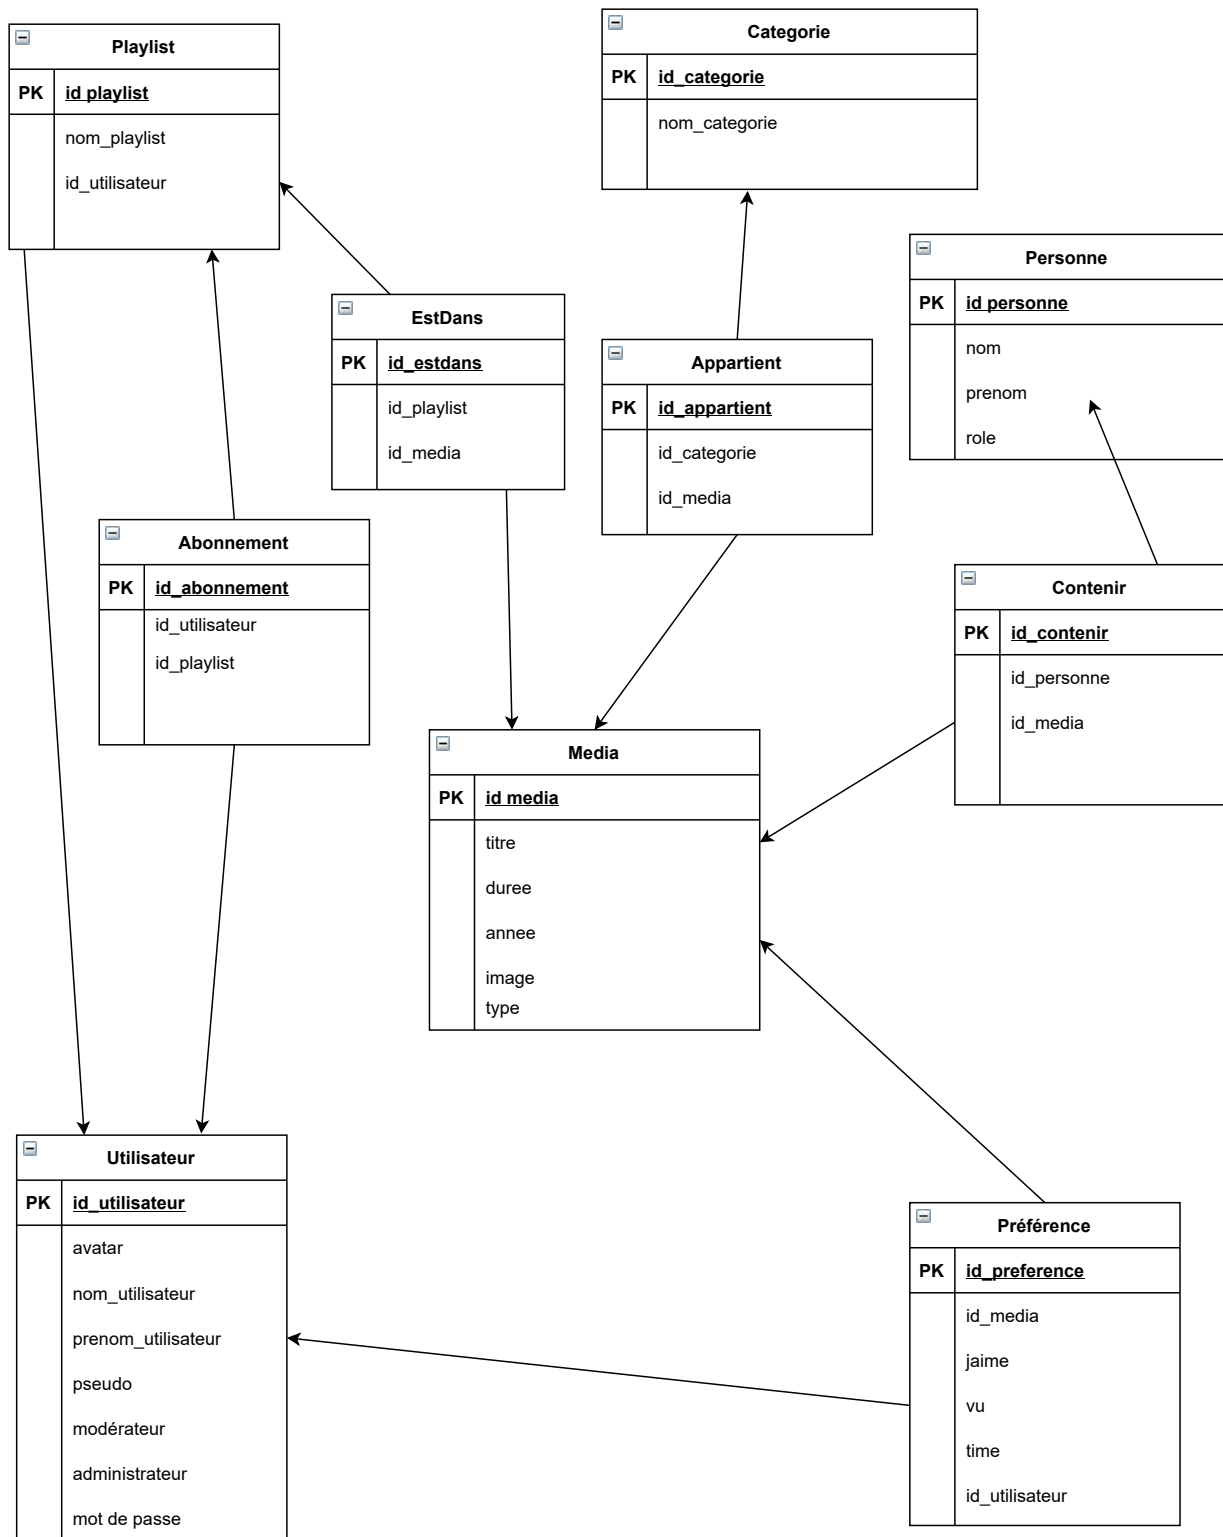 Playlist
PK id playlist
nom_playlist
id_utilisateur
Categorie
PK id_categorie
nom_categorie
Personne
PK id personne
nom
prenom
role
EstDans
PK id_estdans
id_playlist
id_media
Appartient
PK id_appartient
id_categorie
id_media
Abonnement
PK id_abonnement
id_utilisateur
id_playlist
Contenir
PK id_contenir
id_personne
id_media
Media
PK id media
titre
duree
annee
image
type
Utilisateur
PK id_utilisateur
avatar
nom_utilisateur
prenom_utilisateur
pseudo
modérateur
administrateur
mot de passe
Préférence
PK id_preference
id_media
jaime
vu
time
id_utilisateur